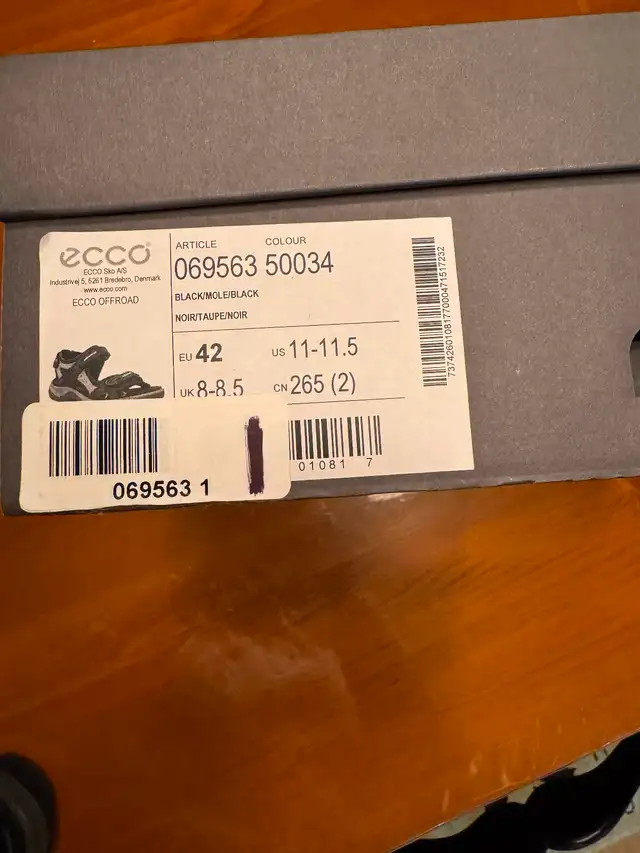 ecco
ECCO Sko A/S
Industrivej 5, 6261 Bredebro, Denmark
www.ecco.com
ECCO OFFROAD
ARTICLE COLOUR
069563 50034
BLACK/MOLE/BLACK
NOIR/TAUPE/NOIR
EU 42 US 11-11.5
UK 8-8.5 CN 265 (2)
01081 7
069563 1
7374260108177000471517232